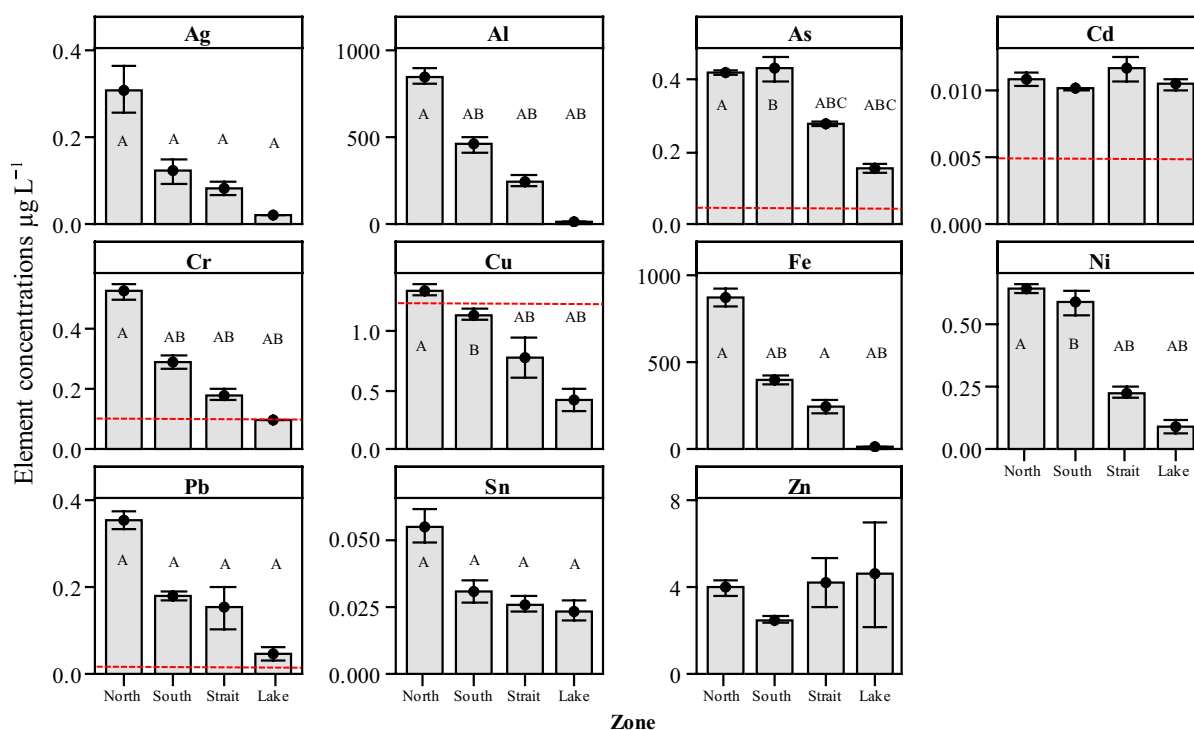 Element concentrations µg L⁻¹
Ag
0.4
0.2
0.0
A
A
A
A
Al
1000
500
0
A
AB
AB
AB
As
0.4
0.2
0.0
A
B
ABC
ABC
Cd
0.010
0.005
0.000
Cr
0.4
0.2
0.0
A
AB
AB
AB
Cu
1.0
0.5
0.0
A
B
AB
AB
Fe
1000
500
0
A
AB
A
AB
Ni
0.50
0.25
0.00
A
B
AB
AB
North South Strait Lake
Pb
0.4
0.2
0.0
A
A
A
A
North South Strait Lake
Sn
0.050
0.025
0.000
A
A
A
A
North South Strait Lake
Zn
8
4
0
North South Strait Lake
Zone